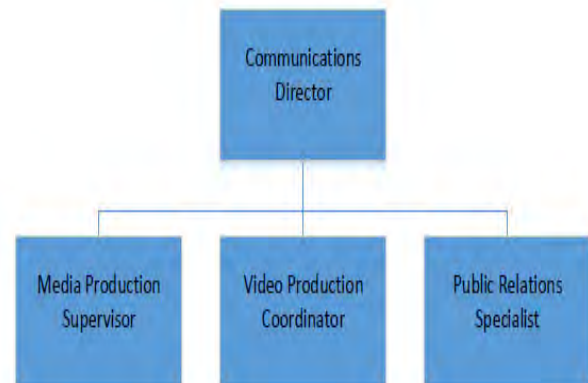 Communications
Director
Media Production
Supervisor
Video Production
Coordinator
Public Relations
Specialist